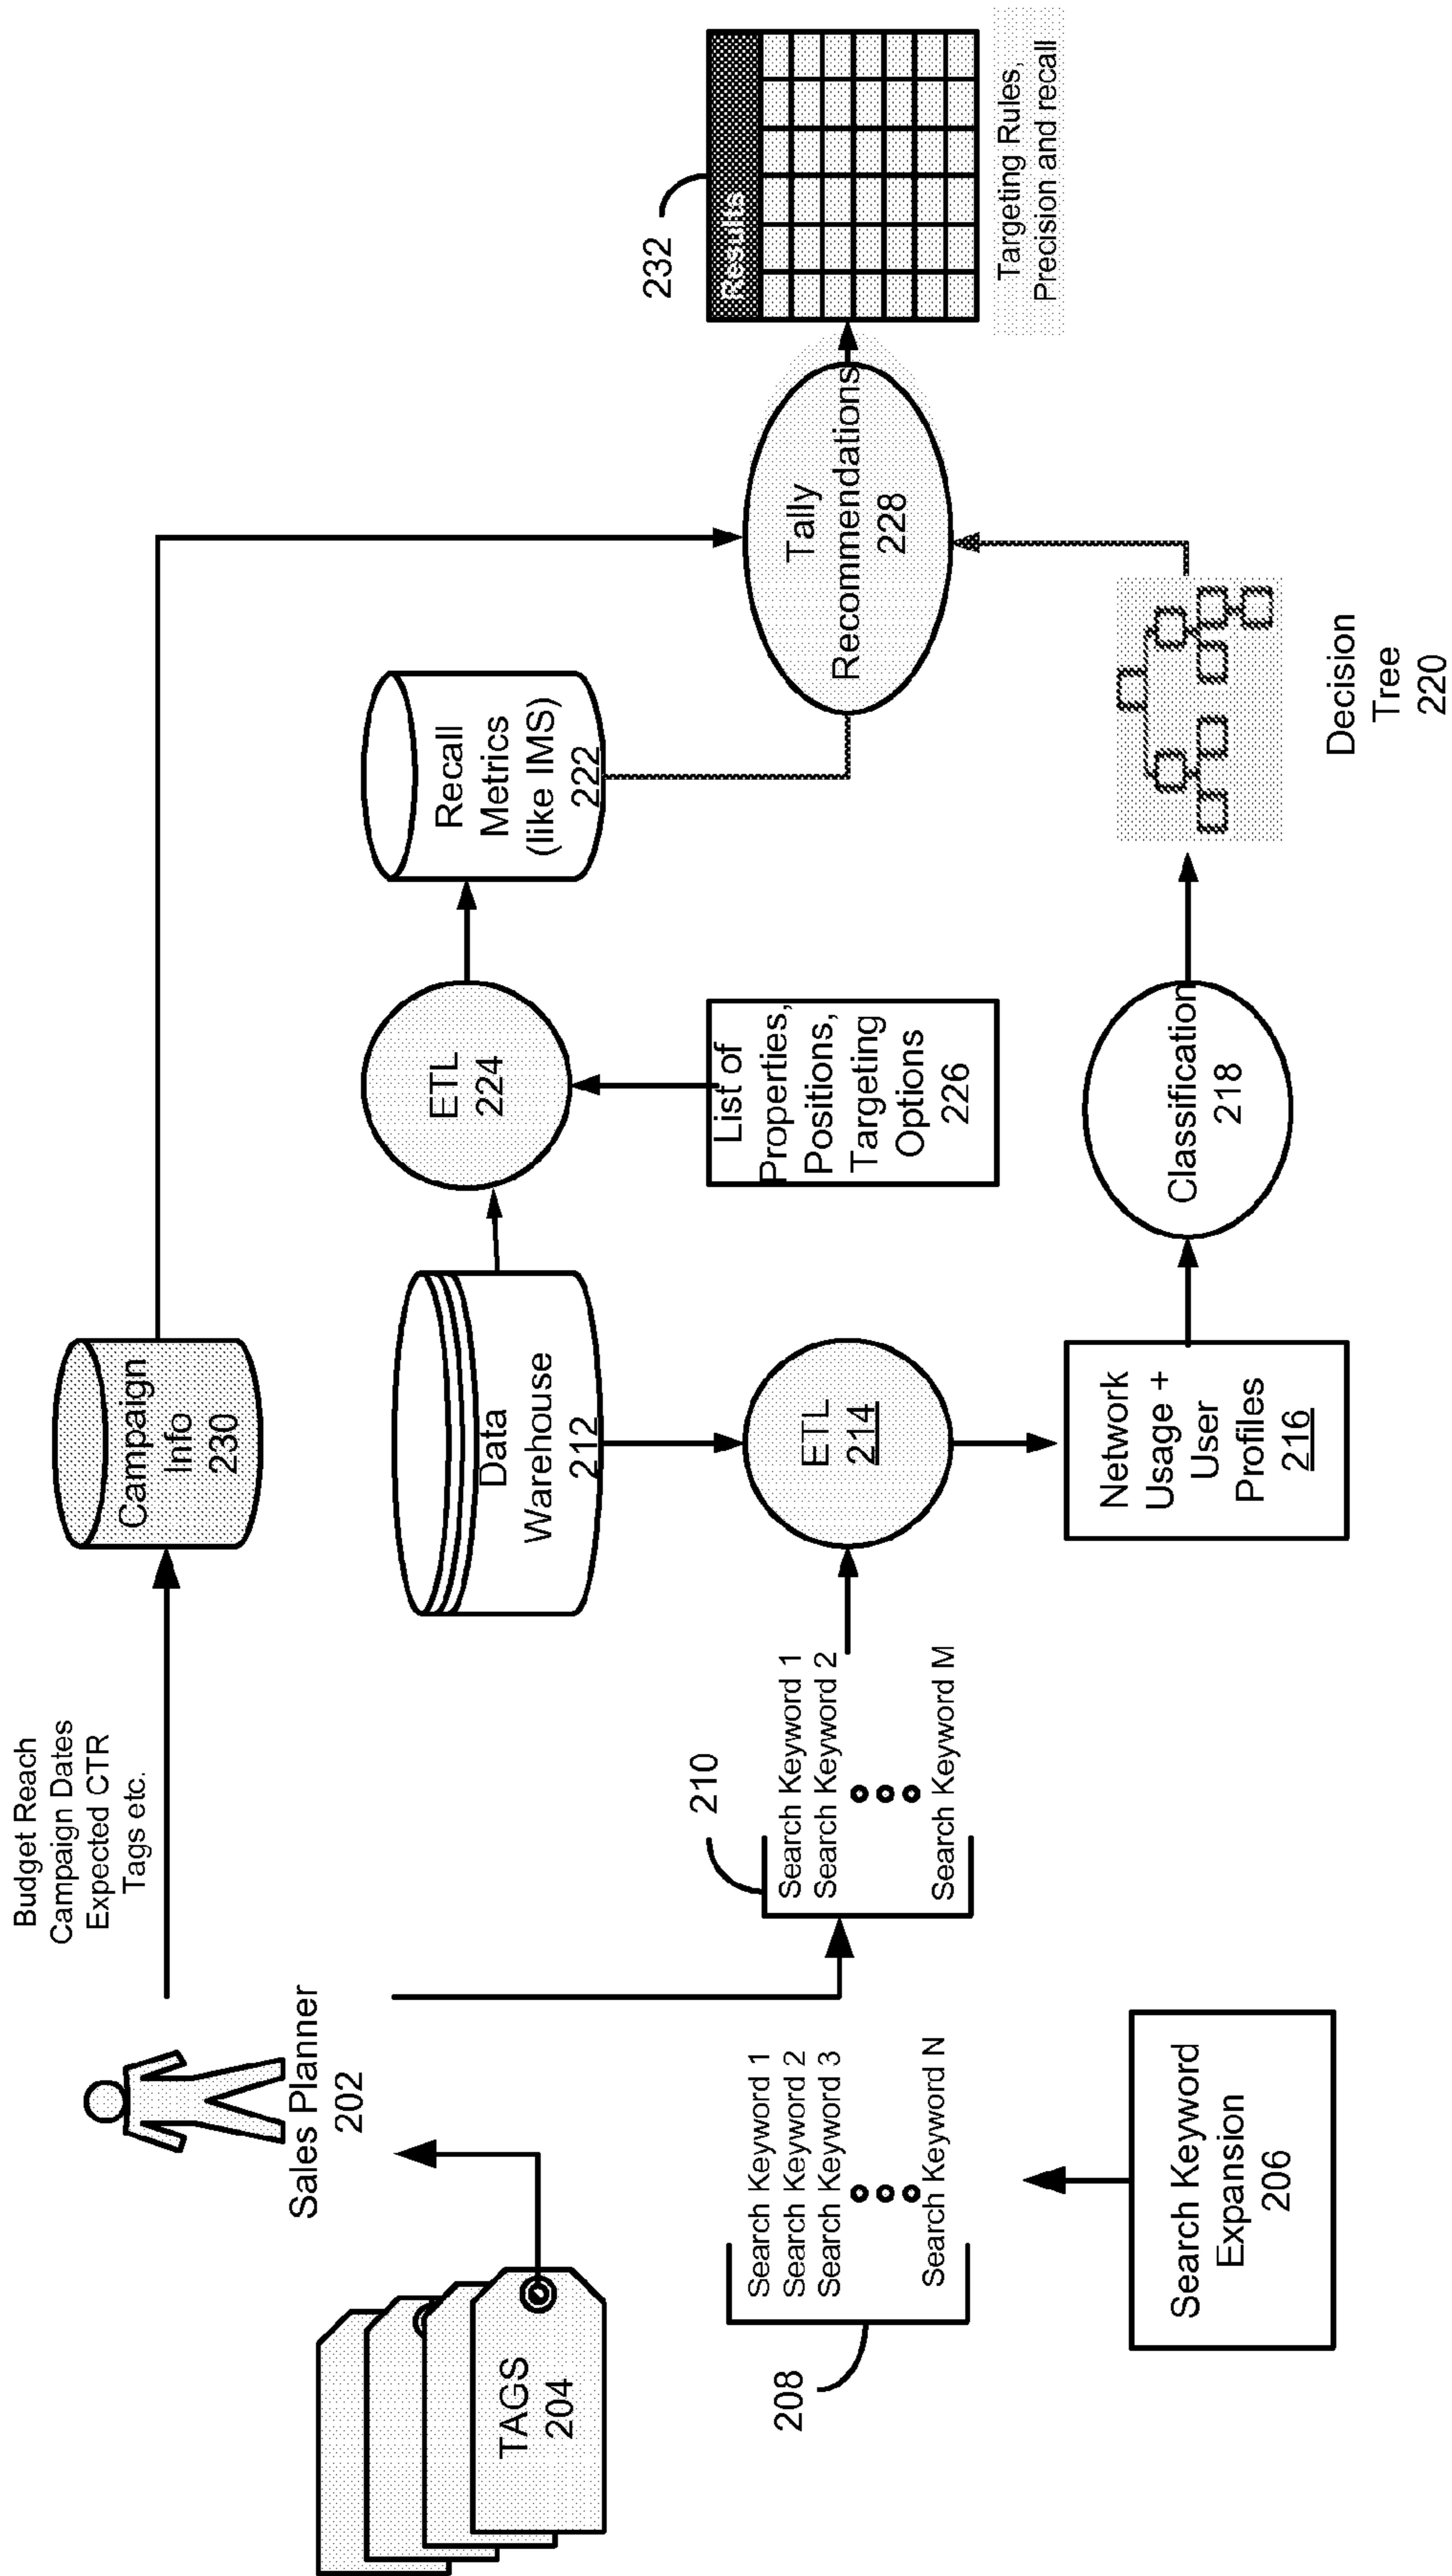 Budget Reach
Campaign Dates
Expected CTR
Tags etc.
Campaign
Info
230
Sales Planner
202
TAGS
204
Data
Warehouse
212
ETL
224
Recall
Metrics
(like IMS)
222
List of
Properties,
Positions,
Targeting
Options
226
208
Search Keyword 1
Search Keyword 2
Search Keyword 3
Search Keyword N
Search Keyword
Expansion
206
210
Search Keyword 1
Search Keyword 2
Search Keyword M
ETL
214
Network
Usage +
User
Profiles
216
Classification
218
Decision
Tree
220
Tally
Recommendations
228
232
Results
Targeting Rules,
Precision and recall